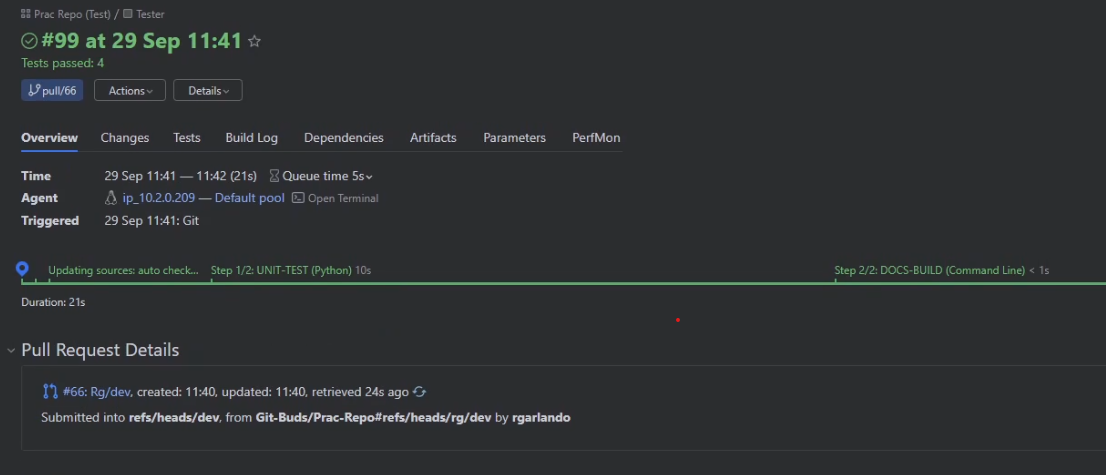 Prac Repo (Test) / Tester
#99 at 29 Sep 11:41
Tests passed: 4
pull/66 Actions Details
Overview Changes Tests Build Log Dependencies Artifacts Parameters PerfMon
Time 29 Sep 11:41 — 11:42 (21s) Queue time 5s
Agent ip_10.2.0.209 — Default pool Open Terminal
Triggered 29 Sep 11:41: Git
Updating sources: auto check... Step 1/2: UNIT-TEST (Python) 10s Step 2/2: DOCS-BUILD (Command Line) < 1s
Duration: 21s
Pull Request Details
#66: Rg/dev, created: 11:40, updated: 11:40, retrieved 24s ago
Submitted into refs/heads/dev, from Git-Buds/Prac-Repo#refs/heads/rg/dev by rgarlando